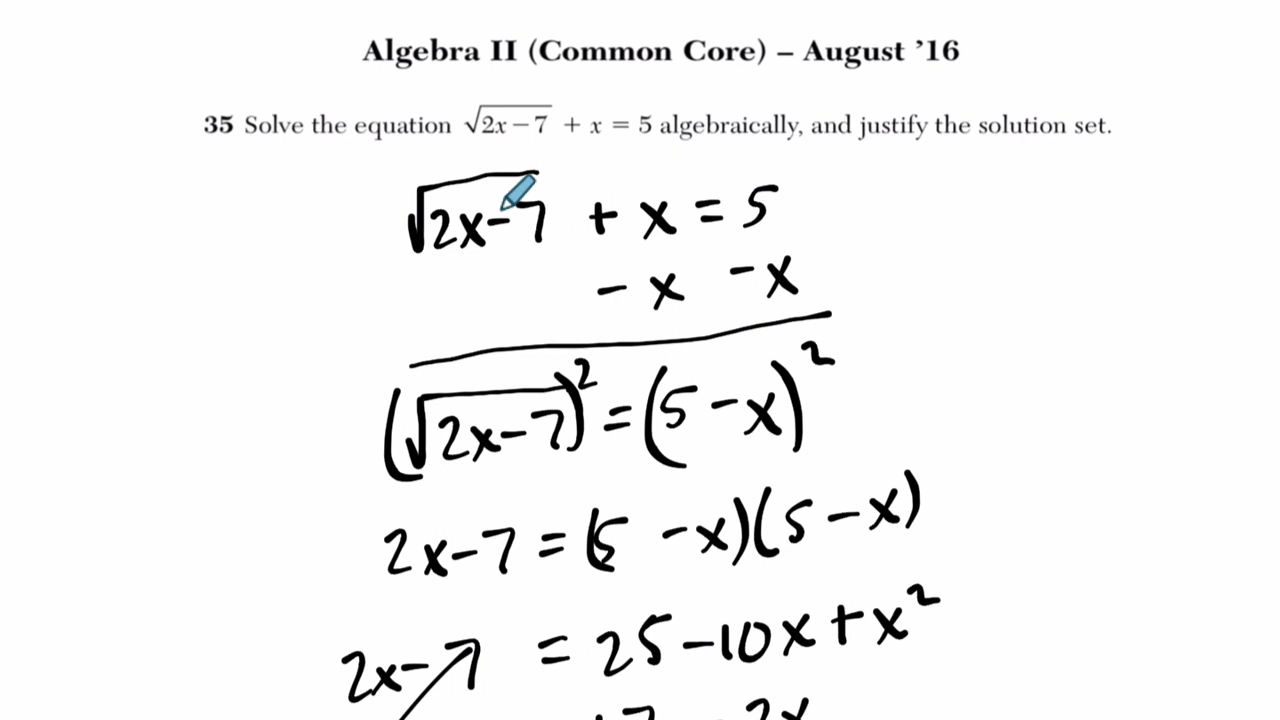 Algebra II (Common Core) – August ’16
35 Solve the equation √2x − 7 + x = 5 algebraically, and justify the solution set.
√2x-7 + x = 5
- x - x
(√2x-7)² = (5 - x)²
2x-7 = (5 - x)(5 - x)
2x-7 = 25 - 10x + x²